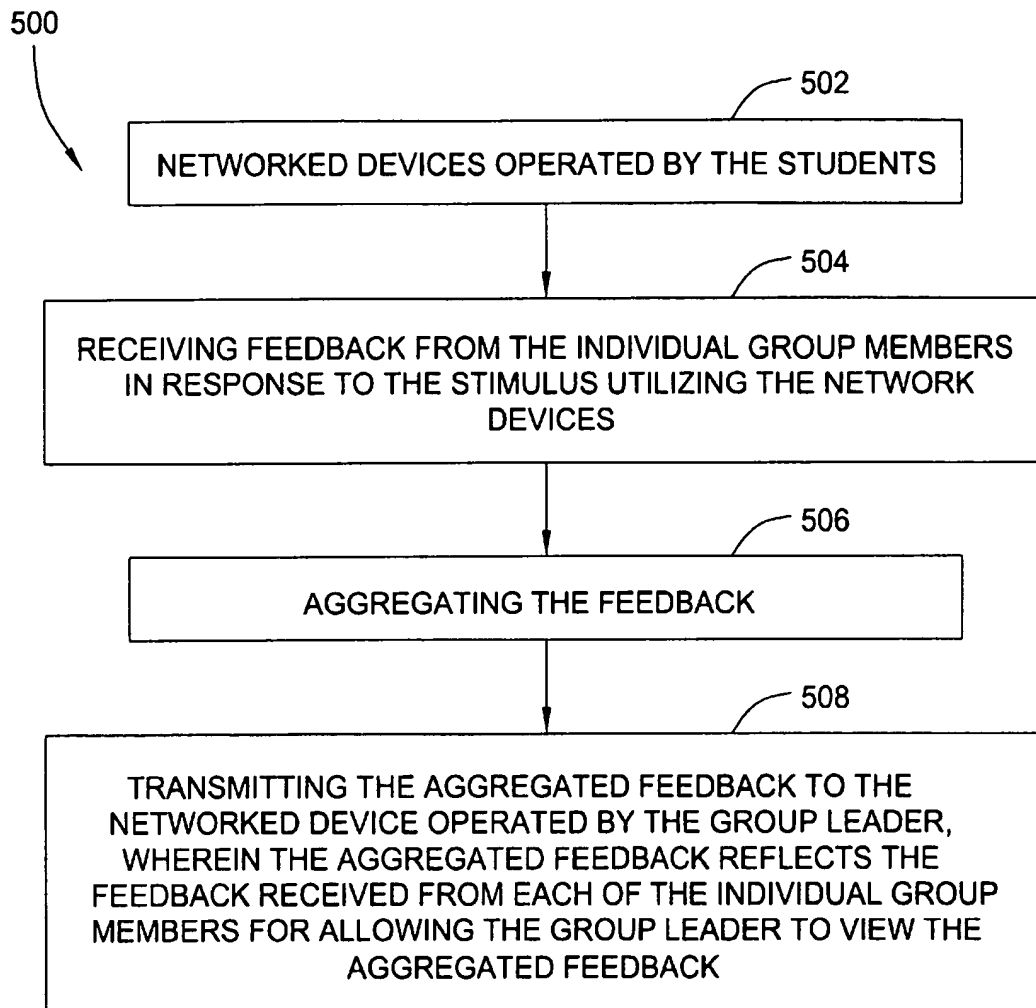 500
502
NETWORKED DEVICES OPERATED BY THE STUDENTS
504
RECEIVING FEEDBACK FROM THE INDIVIDUAL GROUP MEMBERS
IN RESPONSE TO THE STIMULUS UTILIZING THE NETWORK
DEVICES
506
AGGREGATING THE FEEDBACK
508
TRANSMITTING THE AGGREGATED FEEDBACK TO THE
NETWORKED DEVICE OPERATED BY THE GROUP LEADER,
WHEREIN THE AGGREGATED FEEDBACK REFLECTS THE
FEEDBACK RECEIVED FROM EACH OF THE INDIVIDUAL GROUP
MEMBERS FOR ALLOWING THE GROUP LEADER TO VIEW THE
AGGREGATED FEEDBACK